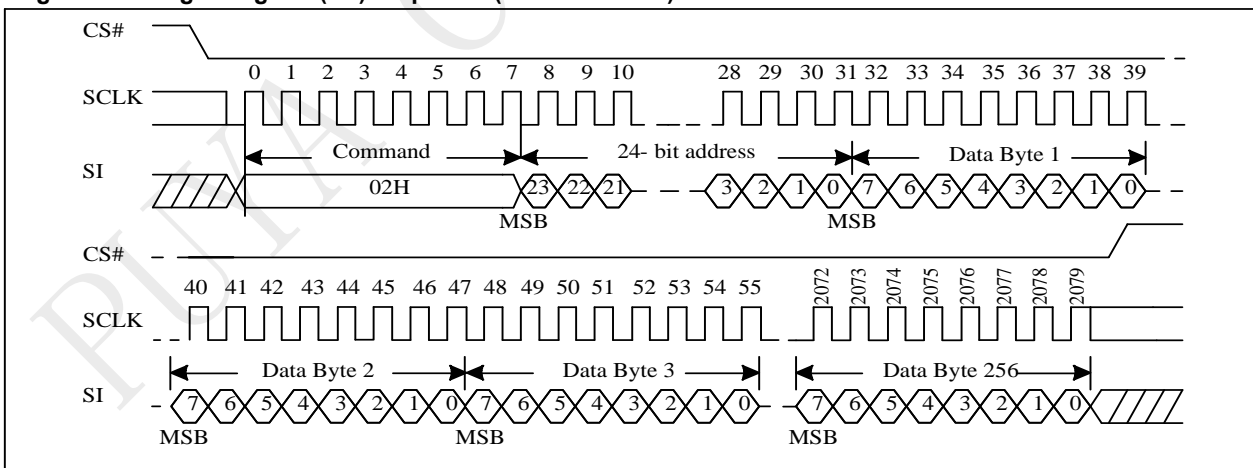 CS#
0 1 2 3 4 5 6 7 8 9 10 28 29 30 31 32 33 34 35 36 37 38 39
SCLK
Command 24- bit address Data Byte 1
SI
02H 23 22 21 3 2 1 0 7 6 5 4 3 2 1 0
MSB MSB
CS#
40 41 42 43 44 45 46 47 48 49 50 51 52 53 54 55 2072 2073 2074 2075 2076 2077 2078 2079
SCLK
Data Byte 2 Data Byte 3 Data Byte 256
SI
7 6 5 4 3 2 1 0 7 6 5 4 3 2 1 0 7 6 5 4 3 2 1 0
MSB MSB MSB
PUYA